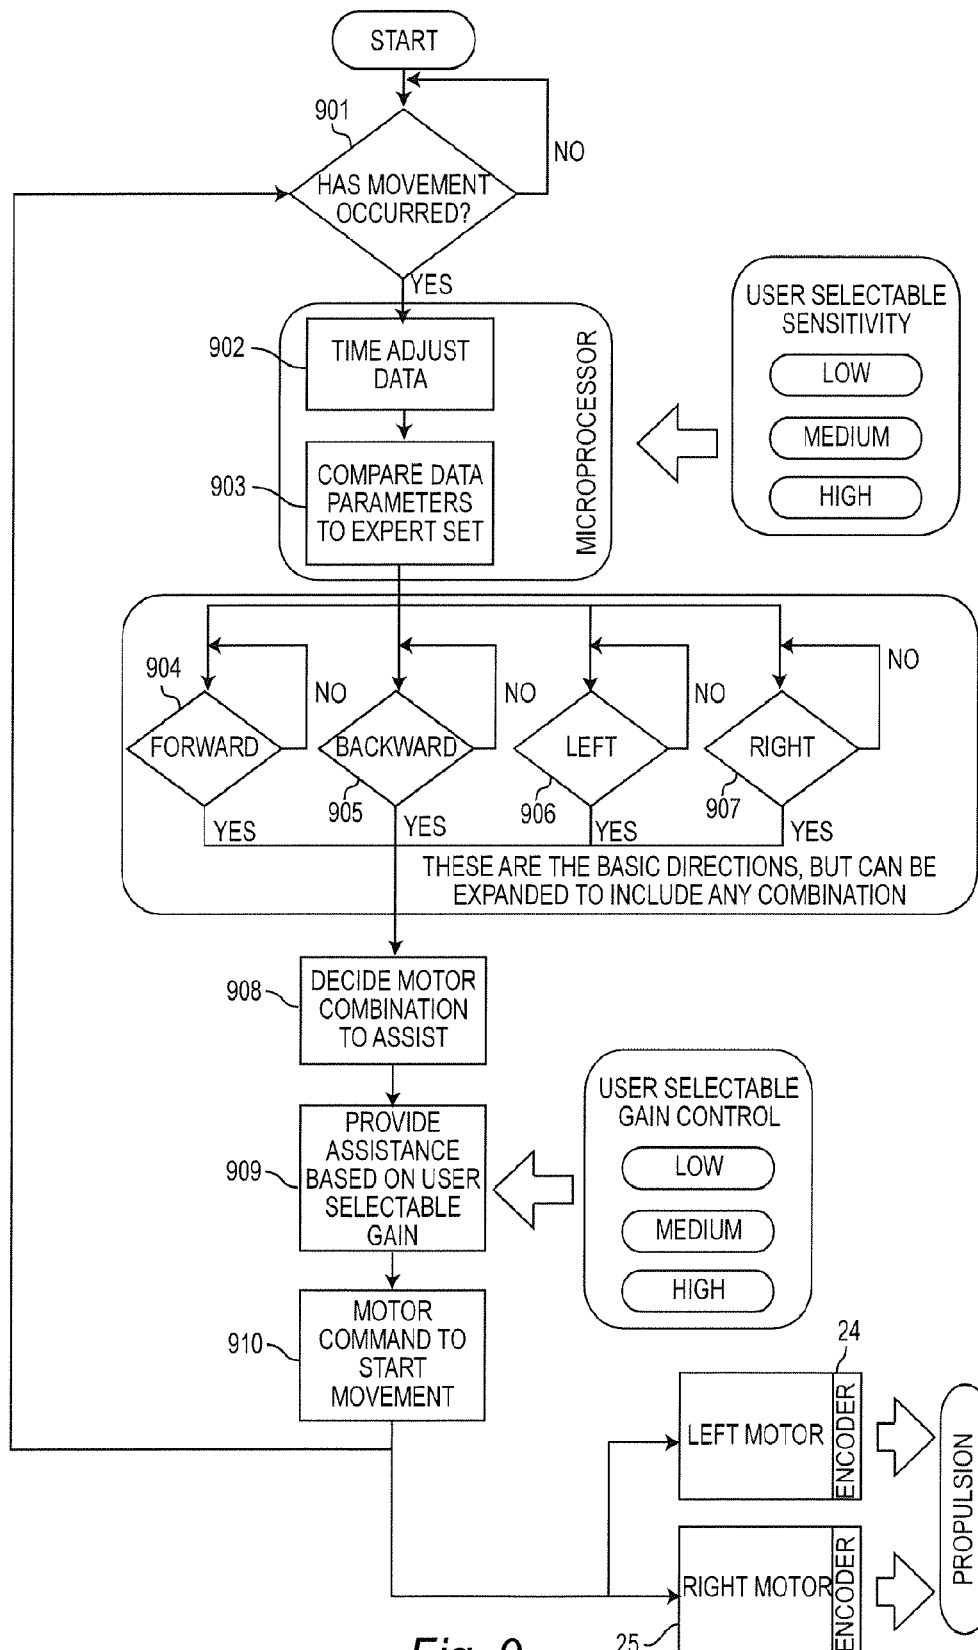 START
901
NO
HAS MOVEMENT
OCCURRED?
YES
902
TIME ADJUST
DATA
903
COMPARE DATA
PARAMETERS
TO EXPERT SET
MICROPROCESSOR
USER SELECTABLE
SENSITIVITY
LOW
MEDIUM
HIGH
904
FORWARD
NO
YES
BACKWARD
905
NO
YES
LEFT
906
NO
YES
RIGHT
907
NO
YES
THESE ARE THE BASIC DIRECTIONS, BUT CAN BE
EXPANDED TO INCLUDE ANY COMBINATION
908
DECIDE MOTOR
COMBINATION
TO ASSIST
909
PROVIDE
ASSISTANCE
BASED ON USER
SELECTABLE
GAIN
USER SELECTABLE
GAIN CONTROL
LOW
MEDIUM
HIGH
910
MOTOR
COMMAND TO
START
MOVEMENT
24
LEFT MOTOR
ENCODER
RIGHT MOTOR
ENCODER
25
PROPULSION
Fig. 9